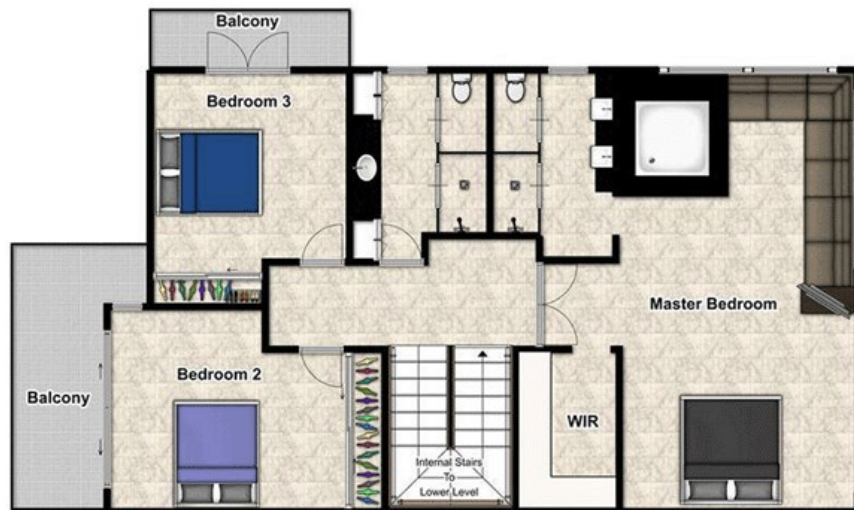 Balcony
Bedroom 3
Master Bedroom
Bedroom 2
Balcony
WIR
Internal Stairs
To
Lower Level